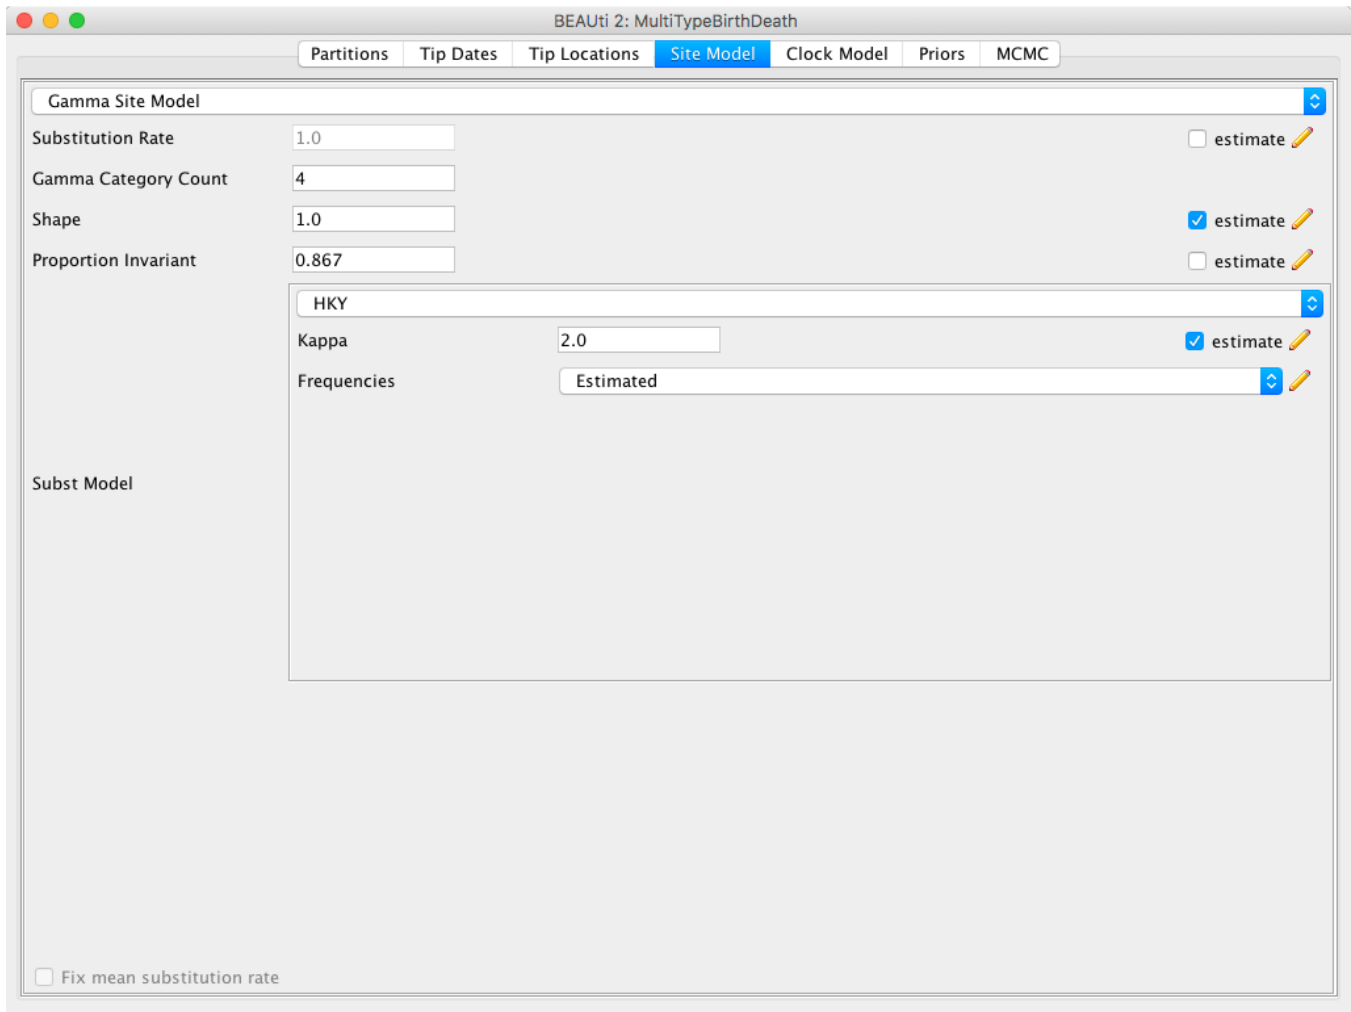 BEAUti 2: MultiTypeBirthDeath
Partitions Tip Dates Tip Locations Site Model Clock Model Priors MCMC
Gamma Site Model
Substitution Rate 1.0 estimate
Gamma Category Count 4
Shape 1.0 estimate
Proportion Invariant 0.867 estimate
HKY
Kappa 2.0 estimate
Frequencies Estimated
Subst Model
Fix mean substitution rate